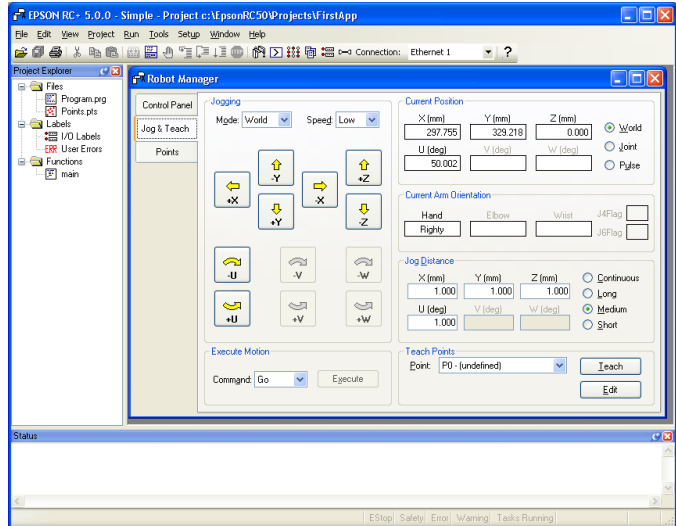 EPSON RC+ 5.0.0 - Simple - Project c:\EpsonRC50\Projects\FirstApp
File Edit View Project Run Tools Setup Window Help
Connection: Ethernet 1 ?
Project Explorer
Files
Program.prg
Points.pts
Labels
I/O Labels
ERR User Errors
Functions
F main
Robot Manager
Control Panel
Jog & Teach
Points
Jogging
Mode: World Speed: Low
+X
-Y
+Y
-X
+Z
-Z
-U -V -W
+U +V +W
Execute Motion
Command: Go Execute
Current Position
X (mm) Y (mm) Z (mm)
297.755 329.218 0.000
U (deg) V (deg) W (deg)
50.002
World
Joint
Pulse
Current Arm Orientation
Hand Elbow Wrist J4Flag
Righty J6Flag
Jog Distance
X (mm) Y (mm) Z (mm)
1.000 1.000 1.000
U (deg) V (deg) W (deg)
1.000
Continuous
Long
Medium
Short
Teach Points
Point: P0 - (undefined) Teach
Edit
Status
EStop Safety Error Warning Tasks Running